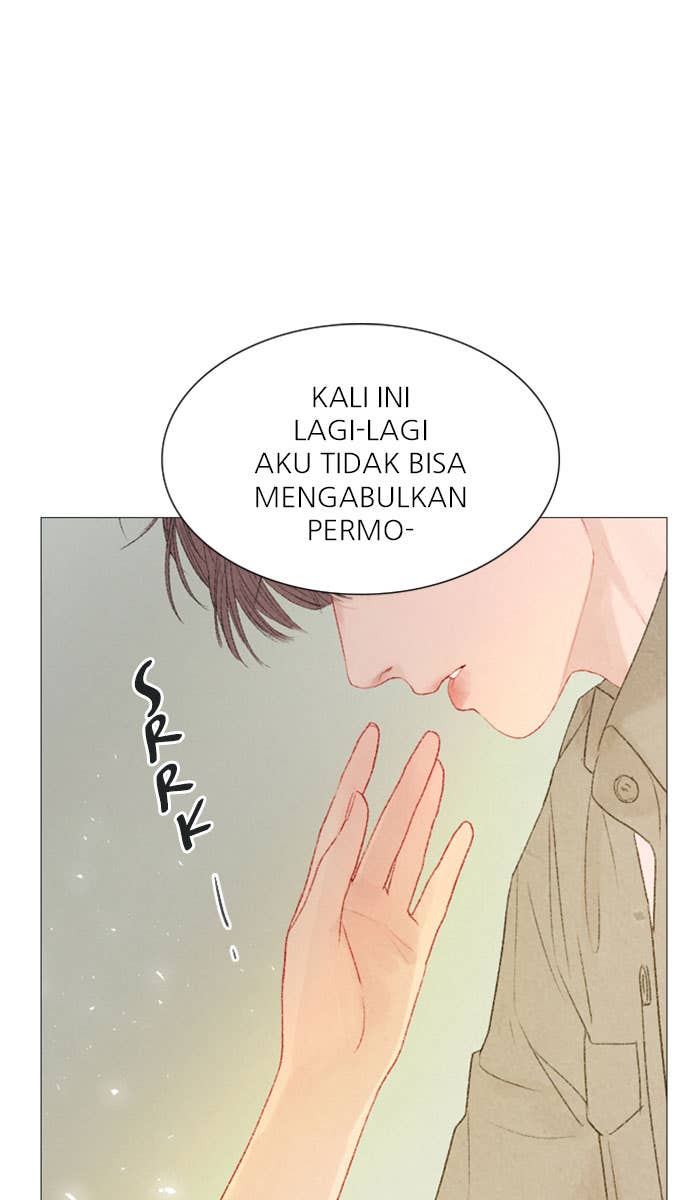 KALI INI
LAGI-LAGI
AKU TIDAK BISA
MENGABULKAN
PERMO-
SRRK